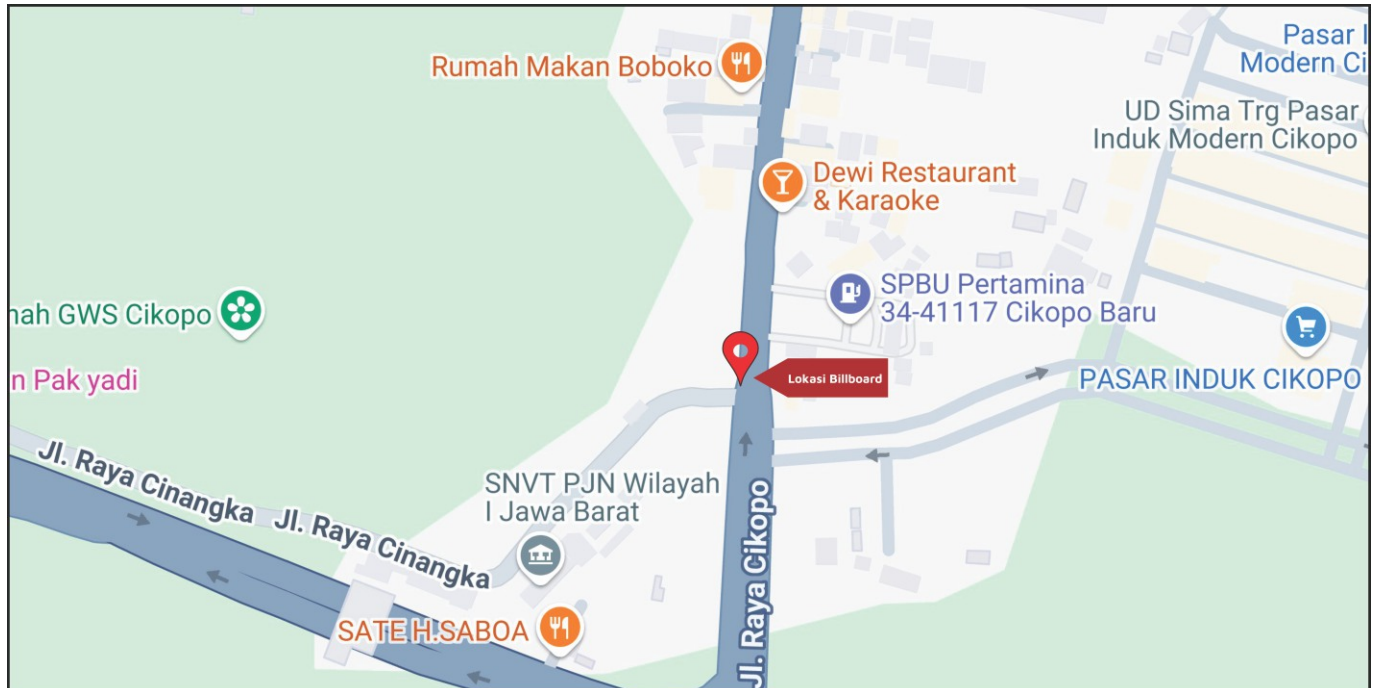 Pasar I
Modern Ci
Rumah Makan Boboko
UD Sima Trg Pasar
Induk Modern Cikopo
Dewi Restaurant
& Karaoke
SPBU Pertamina
34-41117 Cikopo Baru
nah GWS Cikopo
Lokasi Billboard
n Pak yadi
PASAR INDUK CIKOPO
Jl. Raya Cinangka
Jl. Raya Cinangka
SNVT PJN Wilayah
I Jawa Barat
Jl. Raya Cikopo
SATE H.SABOA